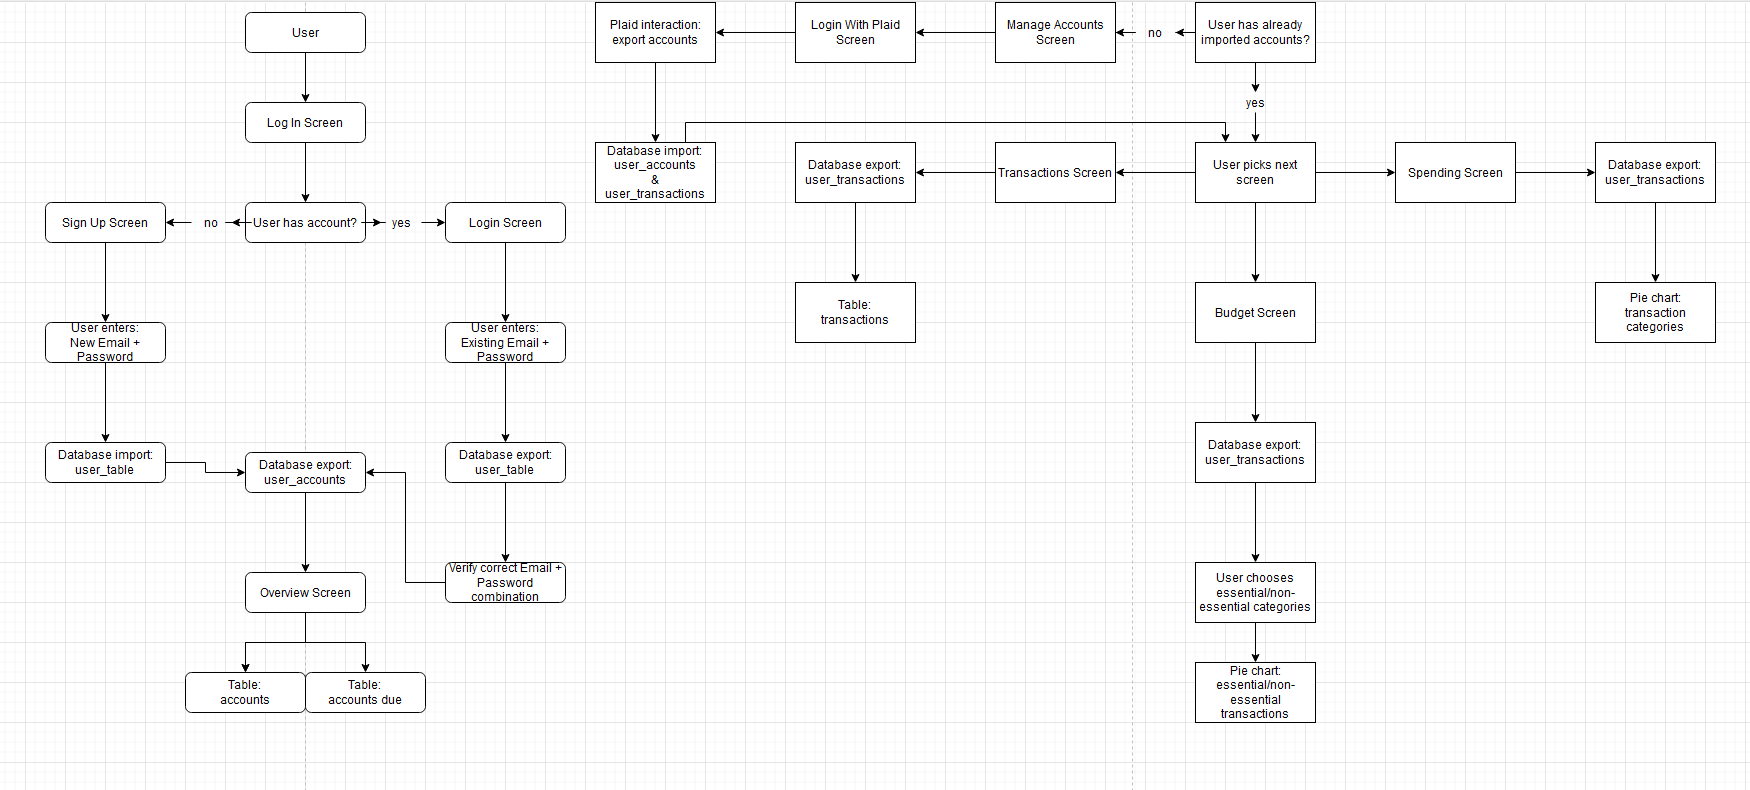 User
Log In Screen
User has account?
no
yes
Sign Up Screen
Login Screen
User enters:
New Email +
Password
User enters:
Existing Email +
Password
Database import:
user_table
Database export:
user_accounts
Database export:
user_table
Verify correct Email +
Password
combination
Overview Screen
Table:
accounts
Table:
accounts due
Plaid interaction:
export accounts
Login With Plaid
Screen
Manage Accounts
Screen
no
User has already
imported accounts?
yes
Database import:
user_accounts
&
user_transactions
Database export:
user_transactions
Transactions Screen
User picks next
screen
Spending Screen
Database export:
user_transactions
Table:
transactions
Budget Screen
Pie chart:
transaction
categories
Database export:
user_transactions
User chooses
essential/non-
essential categories
Pie chart:
essential/non-
essential
transactions